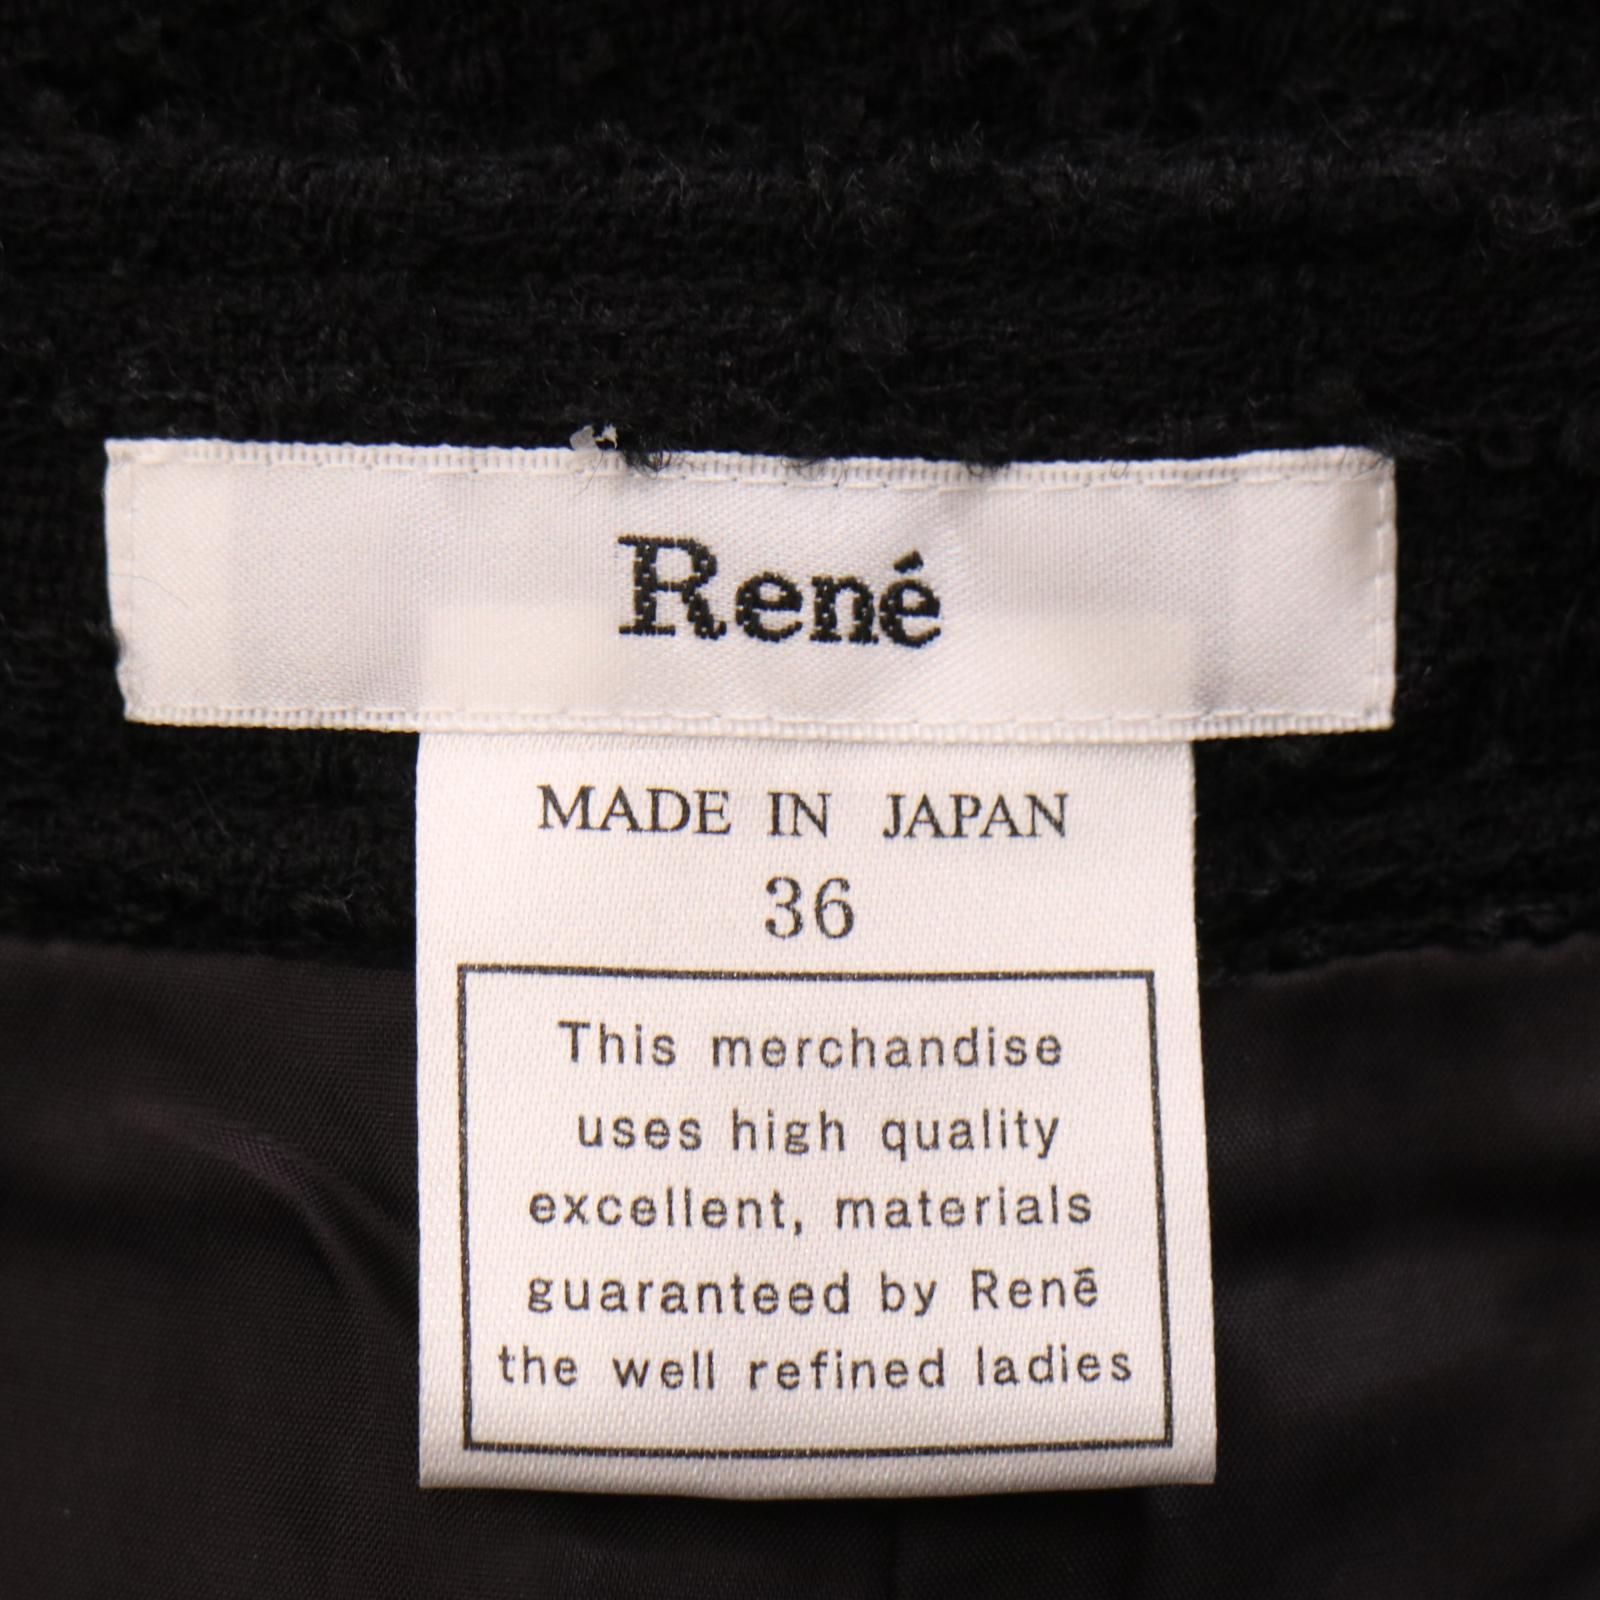 René
MADE IN JAPAN
36
This merchandise
uses high quality
excellent, materials
guaranteed by Renē
the well refined ladies